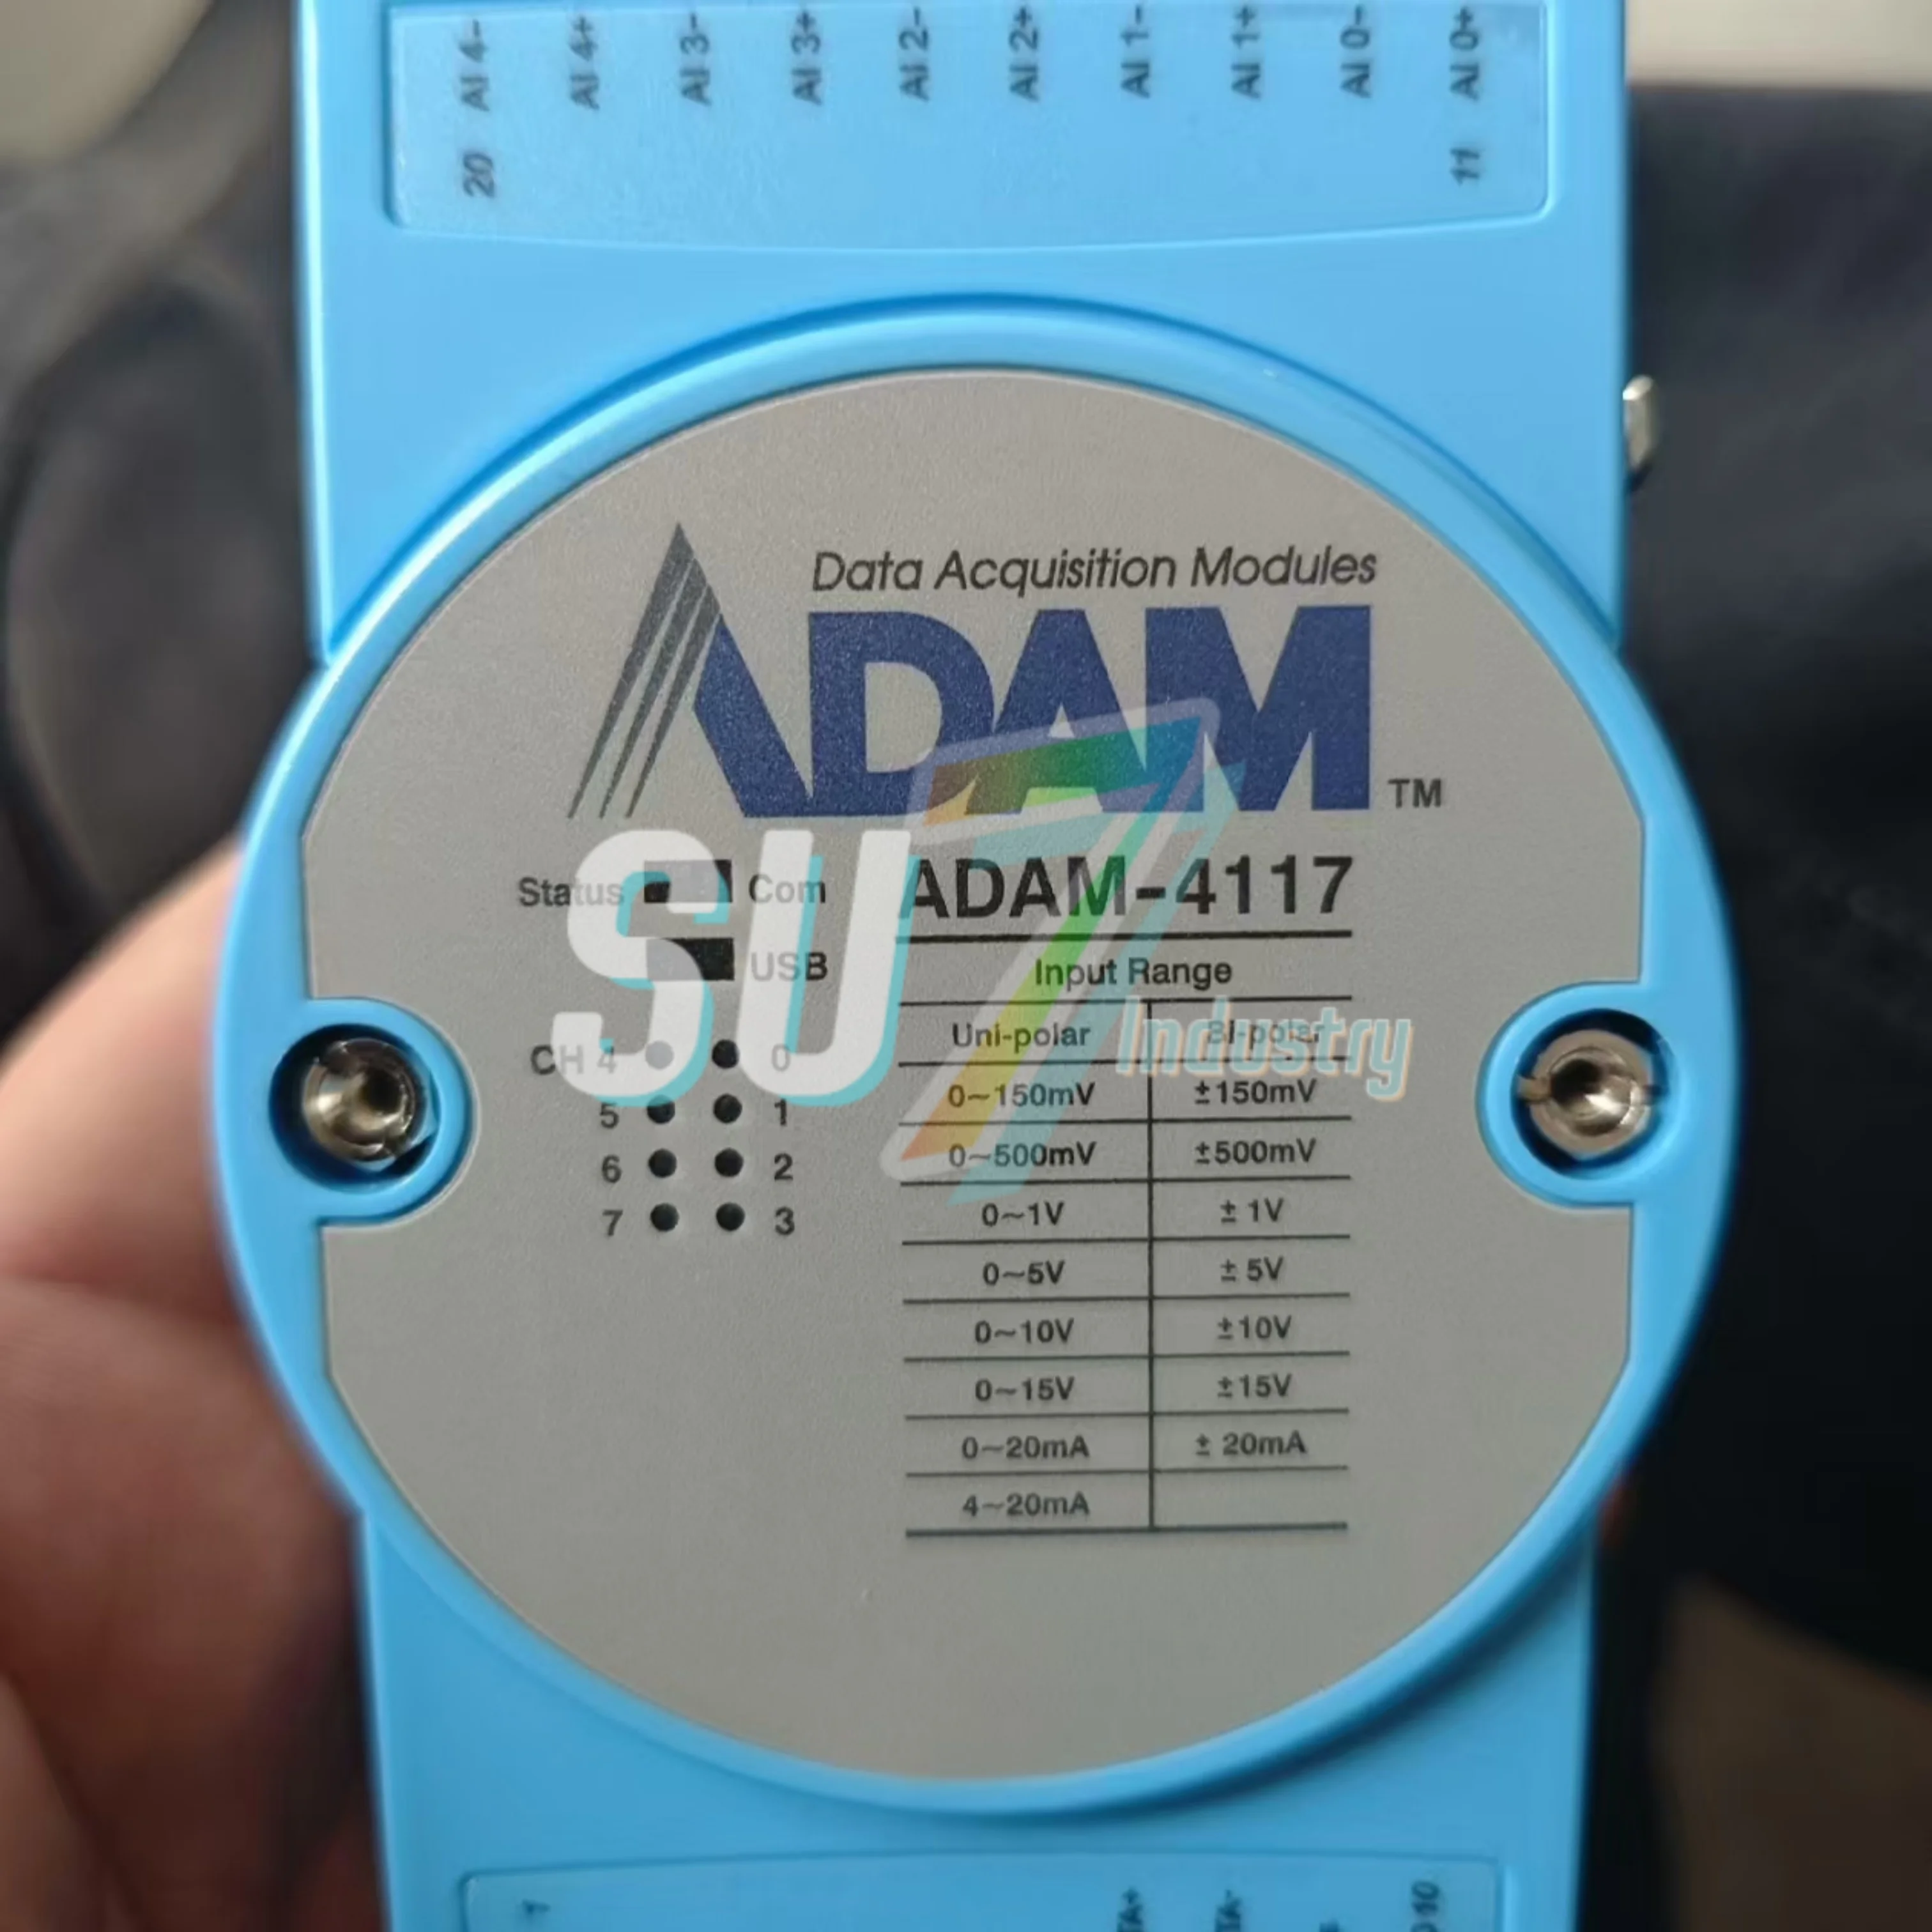 AI 4- AI 4+ AI 3- AI 3+ AI 2- AI 2+ AI 1- AI 1+ AI 0- AI 0+
20 11
Data Acquisition Modules
ADAM TM
SU7
Industry
Status Com ADAM-4117
USB
Input Range
Uni-polar Bi-polar
CH 4 0
5 1
6 2
7 3
0~150mV ±150mV
0~500mV ±500mV
0~1V ± 1V
0~5V ± 5V
0~10V ±10V
0~15V ±15V
0~20mA ± 20mA
4~20mA
1 10